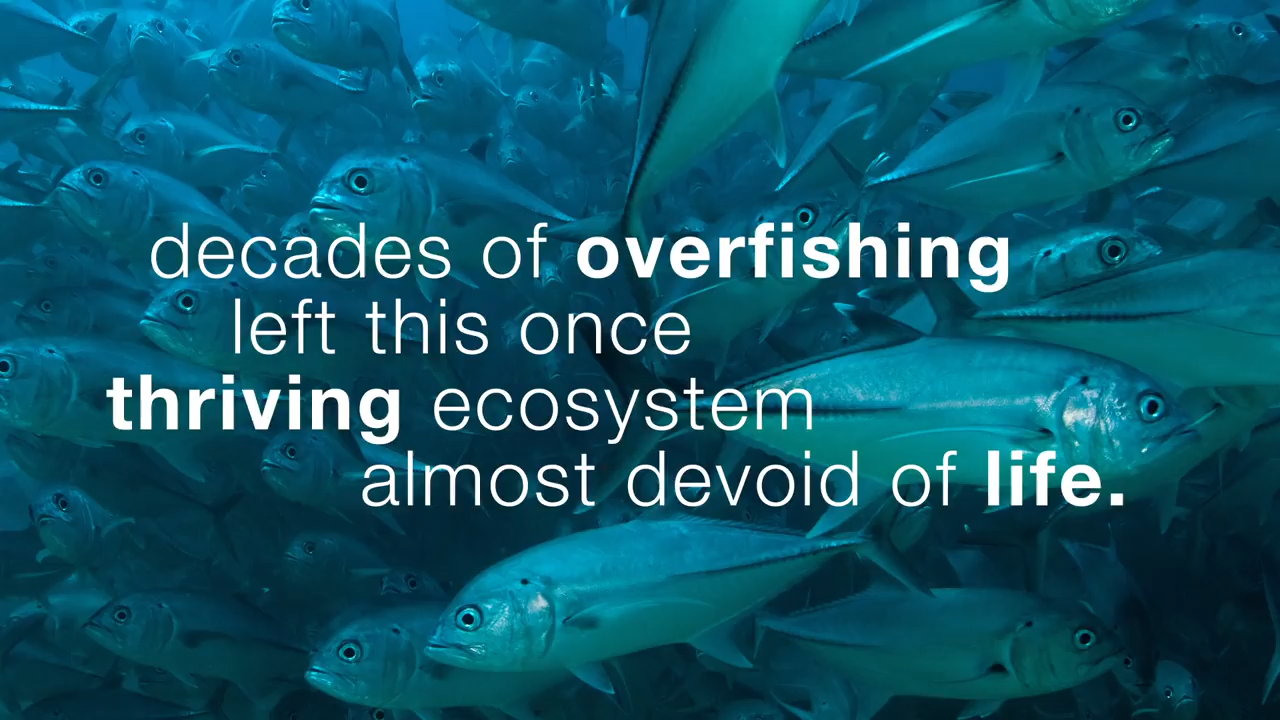 decades of overfishing
left this once
thriving ecosystem
almost devoid of life.